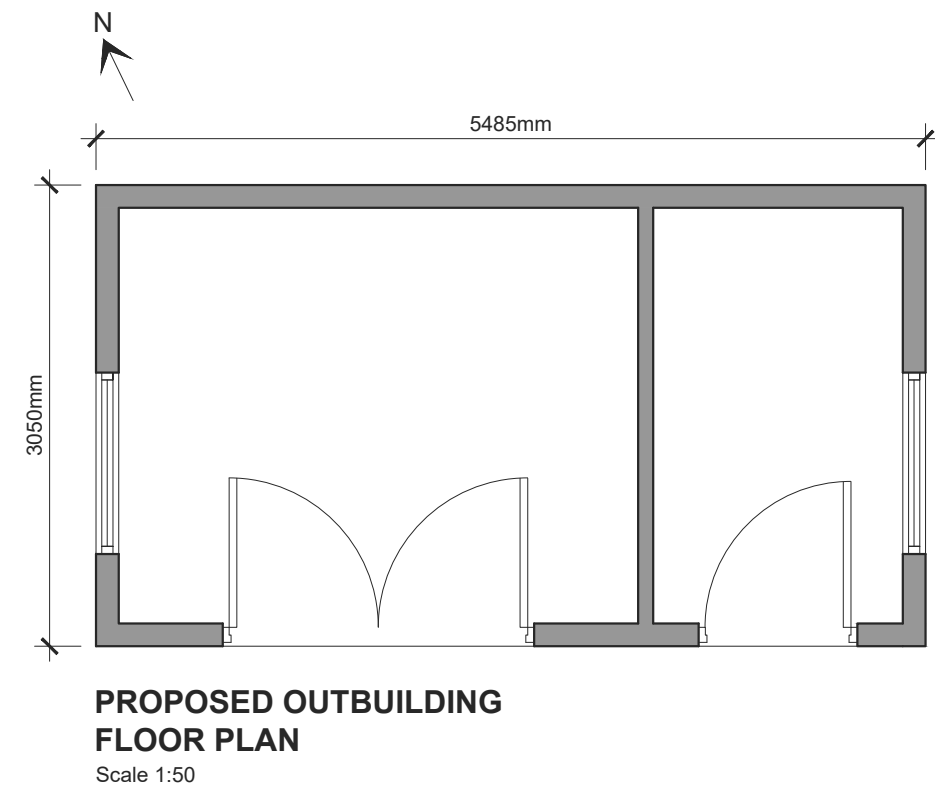 N
5485mm
3050mm
PROPOSED OUTBUILDING
FLOOR PLAN
Scale 1:50